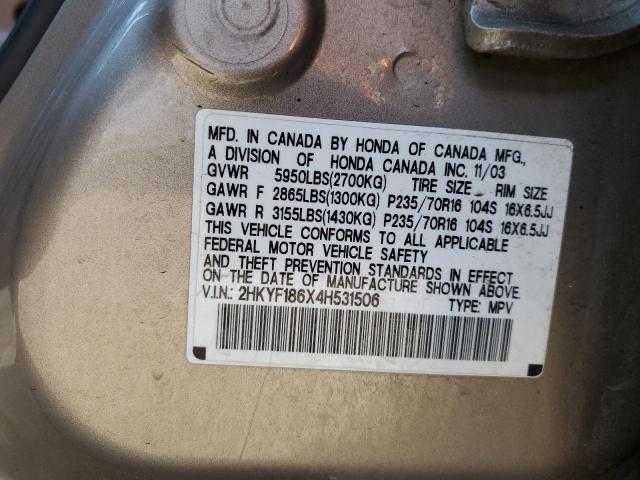 MFD. IN CANADA BY HONDA OF CANADA MFG.,
A DIVISION OF HONDA CANADA INC. 11/03
GVWR 5950LBS(2700KG) TIRE SIZE RIM SIZE
GAWR F 2865LBS(1300KG) P235/70R16 104S 16X6.5JJ
GAWR R 3155LBS(1430KG) P235/70R16 104S 16X6.5JJ
THIS VEHICLE CONFORMS TO ALL APPLICABLE
FEDERAL MOTOR VEHICLE SAFETY
AND THEFT PREVENTION STANDARDS IN EFFECT
ON THE DATE OF MANUFACTURE SHOWN ABOVE.
V.I.N.: 2HKYF186X4H531506 TYPE: MPV